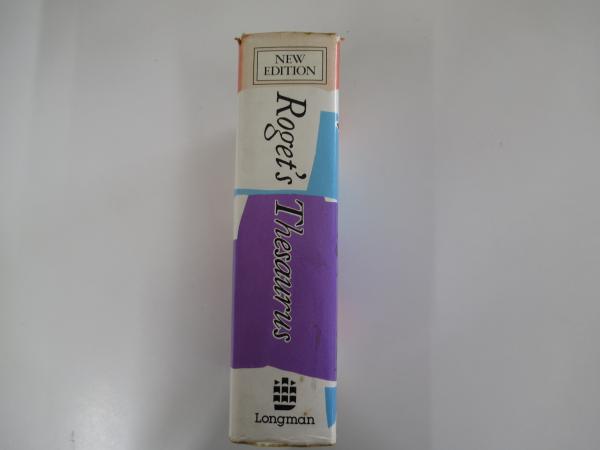 NEW
EDITION
Roget's Thesaurus
Longman